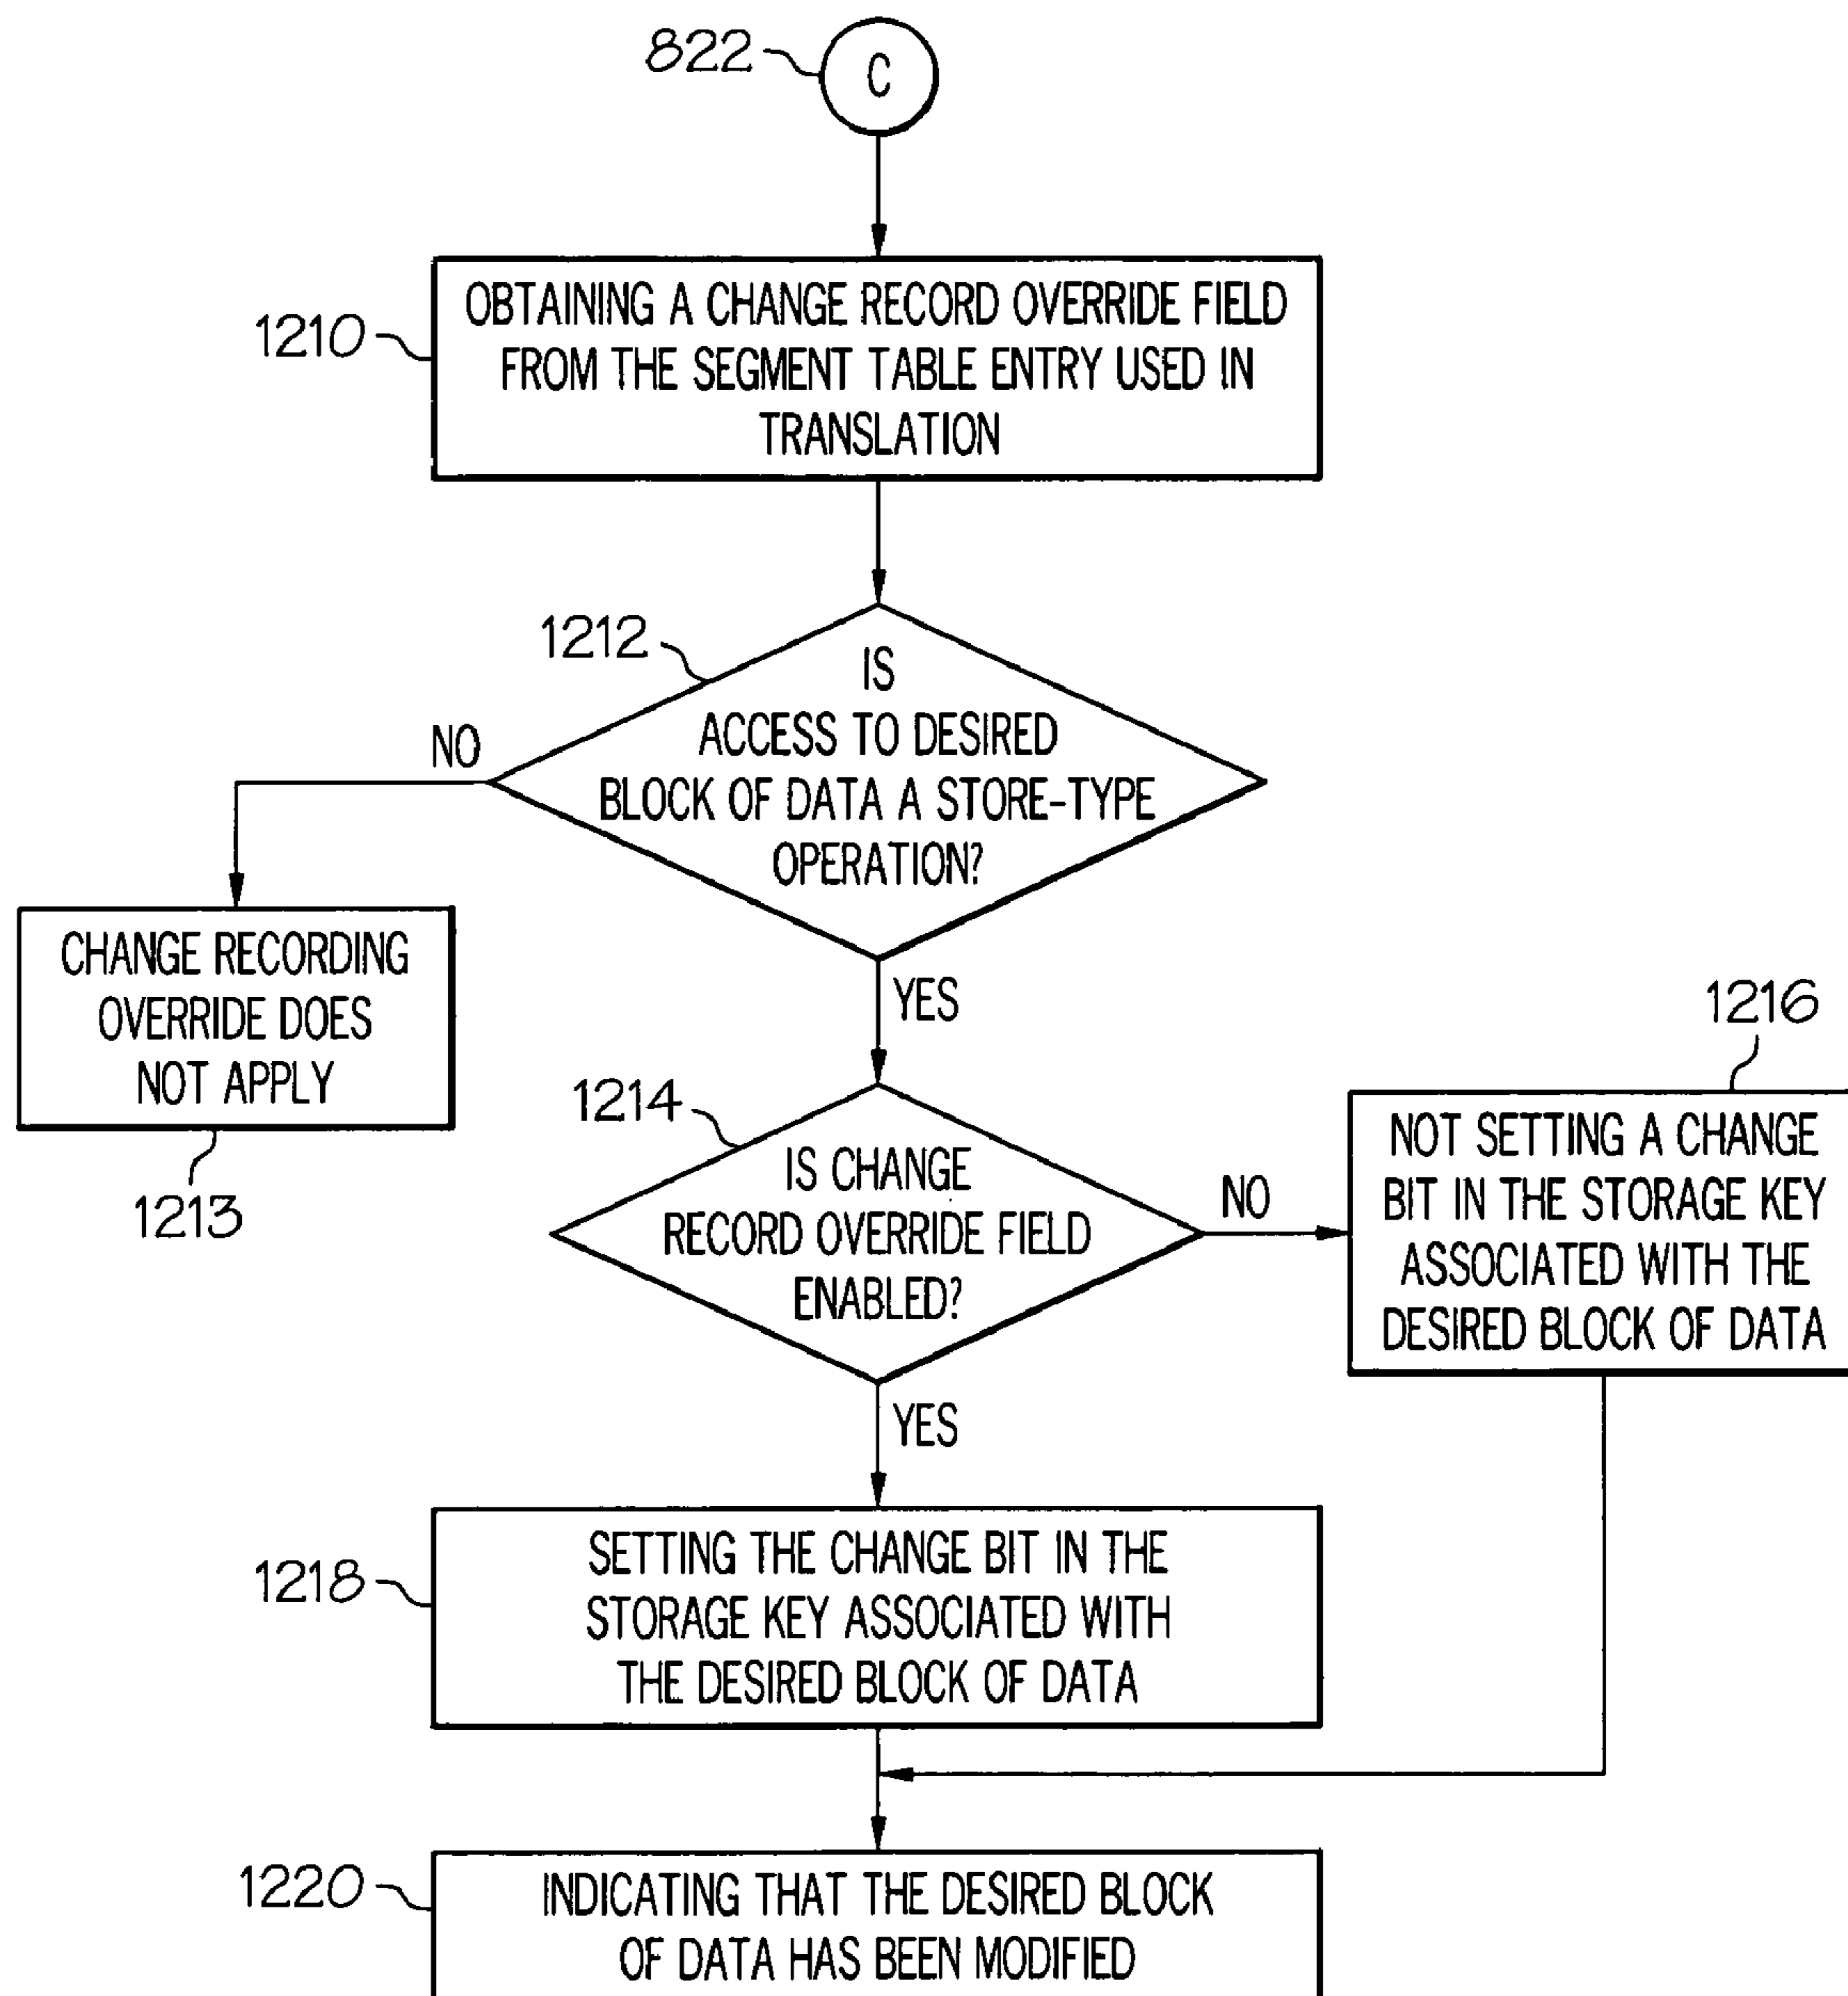 822
C
1210
OBTAINING A CHANGE RECORD OVERRIDE FIELD
FROM THE SEGMENT TABLE ENTRY USED IN
TRANSLATION
1212
IS
ACCESS TO DESIRED
BLOCK OF DATA A STORE-TYPE
OPERATION?
NO
CHANGE RECORDING
OVERRIDE DOES
NOT APPLY
1213
YES
1214
IS CHANGE
RECORD OVERRIDE FIELD
ENABLED?
NO
1216
NOT SETTING A CHANGE
BIT IN THE STORAGE KEY
ASSOCIATED WITH THE
DESIRED BLOCK OF DATA
YES
1218
SETTING THE CHANGE BIT IN THE
STORAGE KEY ASSOCIATED WITH
THE DESIRED BLOCK OF DATA
1220
INDICATING THAT THE DESIRED BLOCK
OF DATA HAS BEEN MODIFIED